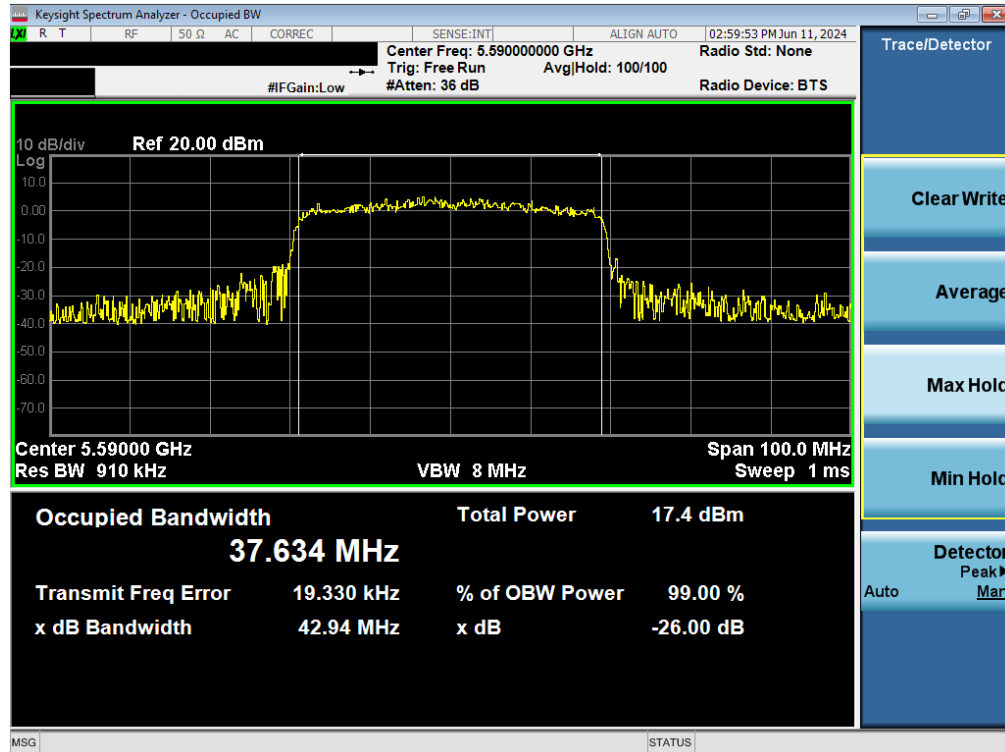 Keysight Spectrum Analyzer - Occupied BW
LXI R T RF 50 Ω AC CORREC SENSE:INT ALIGN AUTO 02:59:53 PM Jun 11, 2024
Center Freq: 5.590000000 GHz Radio Std: None
Trig: Free Run Avg|Hold: 100/100
#IFGain:Low #Atten: 36 dB Radio Device: BTS
10 dB/div Ref 20.00 dBm
Log
10.0
0.00
-10.0
-20.0
-30.0
-40.0
-50.0
-60.0
-70.0
Center 5.59000 GHz Span 100.0 MHz
Res BW 910 kHz VBW 8 MHz Sweep 1 ms
Occupied Bandwidth Total Power 17.4 dBm
37.634 MHz
Transmit Freq Error 19.330 kHz % of OBW Power 99.00 %
x dB Bandwidth 42.94 MHz x dB -26.00 dB
MSG STATUS
Trace/Detector
Clear Write
Average
Max Hold
Min Hold
Detector
Peak▶
Auto Man